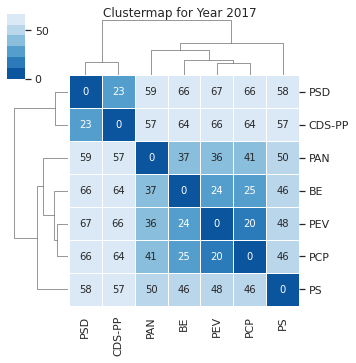 Clustermap for Year 2017
50
0
0 23 59 66 67 66 58 PSD
23 0 57 64 66 64 57 CDS-PP
59 57 0 37 36 41 50 PAN
66 64 37 0 24 25 46 BE
67 66 36 24 0 20 48 PEV
66 64 41 25 20 0 46 PCP
58 57 50 46 48 46 0 PS
PSD CDS-PP PAN BE PEV PCP PS